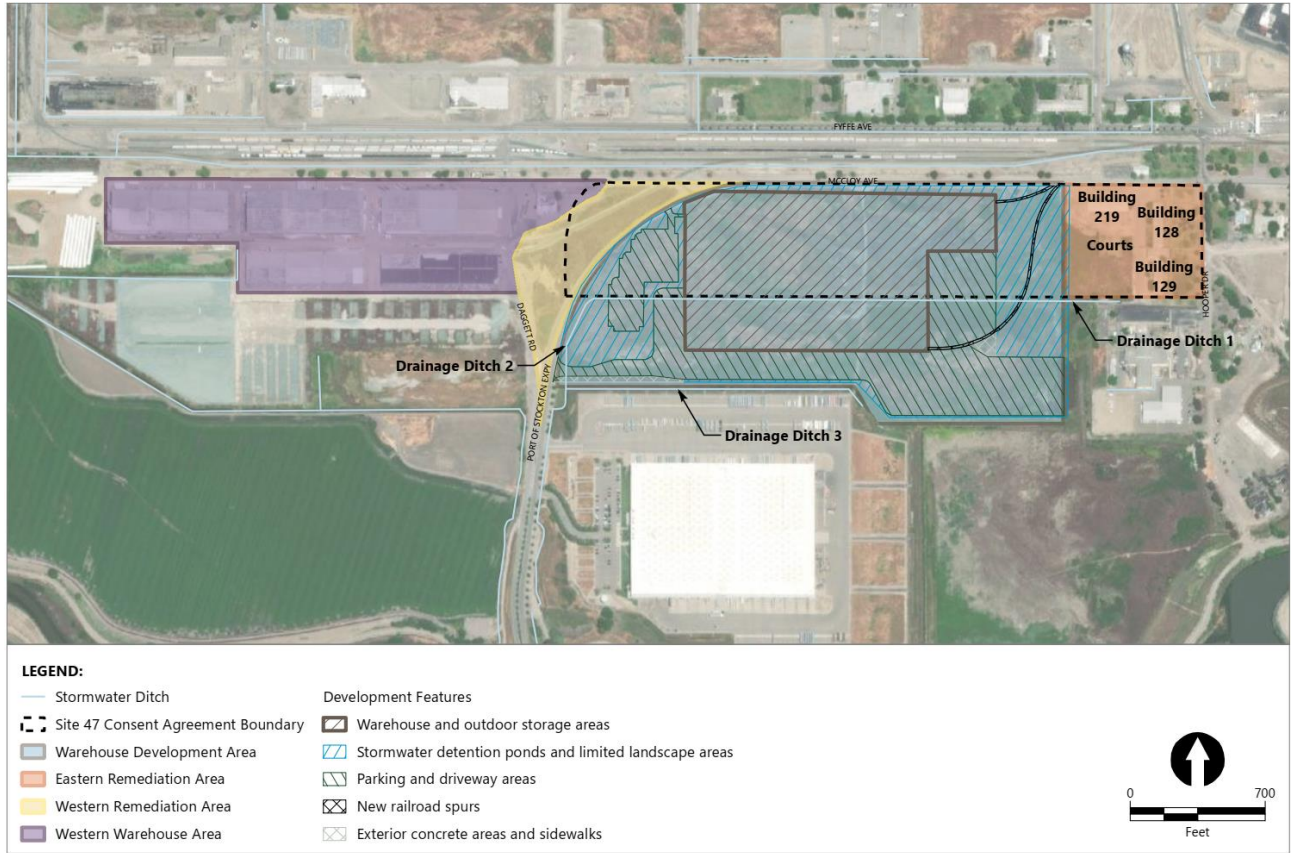 FYFFE AVE
MCCLOY AVE
Building
219
Building
128
Courts
Building
129
HOOPER DR
DAGGETT RD
PORT OF STOCKTON EXPY
Drainage Ditch 1
Drainage Ditch 2
Drainage Ditch 3
LEGEND:
Stormwater Ditch
Site 47 Consent Agreement Boundary
Warehouse Development Area
Eastern Remediation Area
Western Remediation Area
Western Warehouse Area
Development Features
Warehouse and outdoor storage areas
Stormwater detention ponds and limited landscape areas
Parking and driveway areas
New railroad spurs
Exterior concrete areas and sidewalks
0 700
Feet